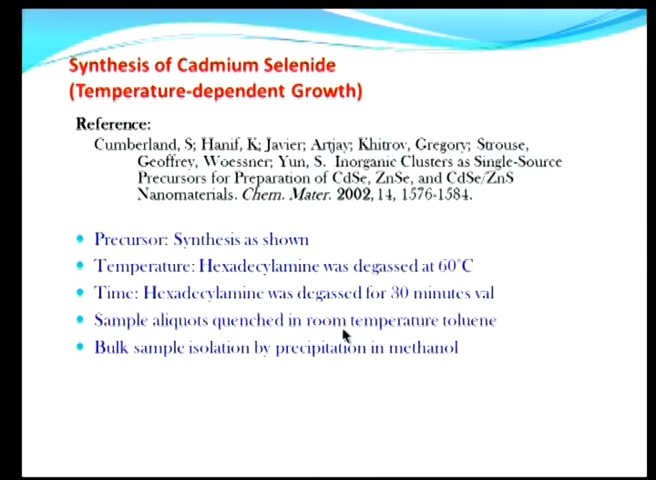 Synthesis of Cadmium Selenide
(Temperature-dependent Growth)
Reference:
Cumberland, S; Hanif, K; Javier; Artjay; Khitrov, Gregory; Strouse,
Geoffrey, Woessner; Yun, S. Inorganic Clusters as Single-Source
Precursors for Preparation of CdSe, ZnSe, and CdSe/ZnS
Nanomaterials. Chem. Mater. 2002, 14, 1576-1584.
• Precursor: Synthesis as shown
• Temperature: Hexadecylamine was degassed at 60˚C
• Time: Hexadecylamine was degassed for 30 minutes val
• Sample aliquots quenched in room temperature toluene
• Bulk sample isolation by precipitation in methanol